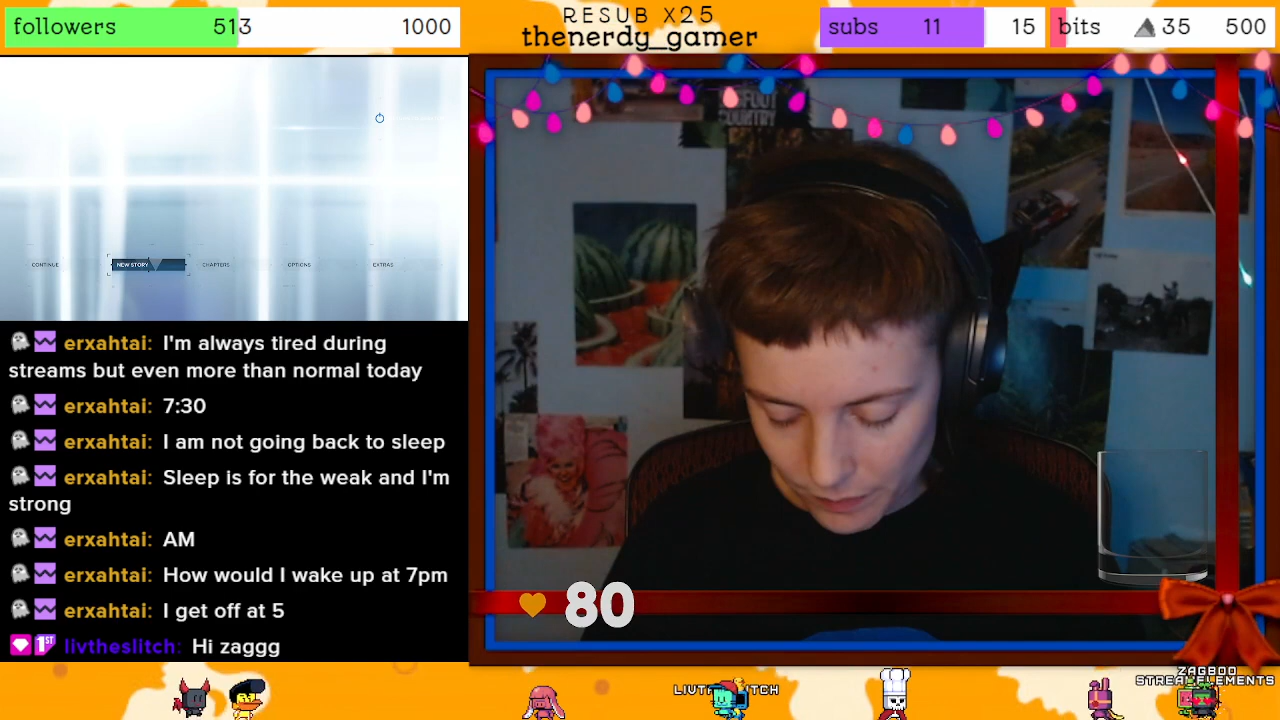 followers 513 1000
RESUB X25
thenerdy_gamer
subs 11 15
bits 35 500
CONTINUE NEW STORY CHAPTERS OPTIONS EXTRAS
erxahtai: I'm always tired during
streams but even more than normal today
erxahtai: 7:30
erxahtai: I am not going back to sleep
erxahtai: Sleep is for the weak and I'm
strong
erxahtai: AM
erxahtai: How would I wake up at 7pm
erxahtai: I get off at 5
1ST livtheslitch: Hi zaggg
COUNTRY
80
ZAGBOO
STREAMELEMENTS